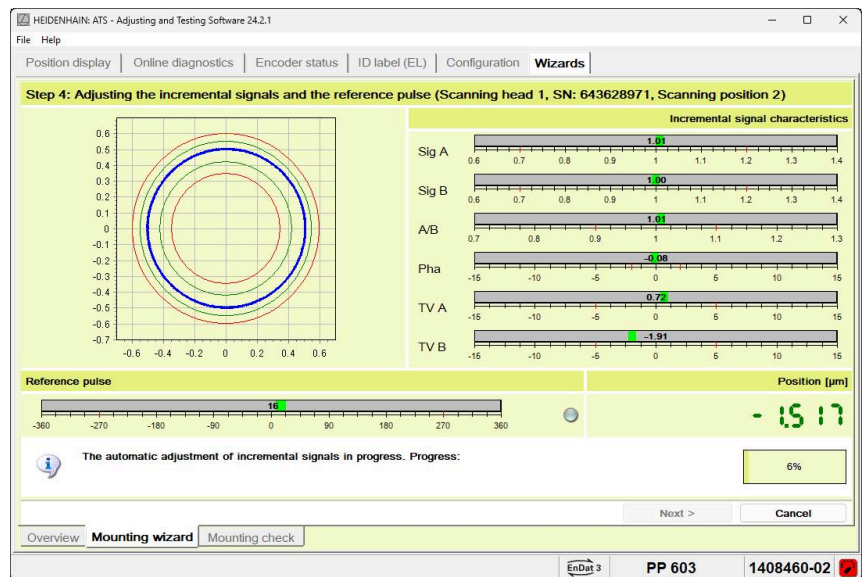 HEIDENHAIN: ATS - Adjusting and Testing Software 24.2.1
File Help
Position display Online diagnostics Encoder status ID label (EL) Configuration Wizards
Step 4: Adjusting the incremental signals and the reference pulse (Scanning head 1, SN: 643628971, Scanning position 2)
0.6
0.5
0.4
0.3
0.2
0.1
0
-0.1
-0.2
-0.3
-0.4
-0.5
-0.6
-0.7
-0.6 -0.4 -0.2 0 0.2 0.4 0.6
Incremental signal characteristics
Sig A 1.01
0.6 0.7 0.8 0.9 1 1.1 1.2 1.3 1.4
Sig B 1.00
0.6 0.7 0.8 0.9 1 1.1 1.2 1.3 1.4
A/B 1.01
0.7 0.8 0.9 1 1.1 1.2 1.3
Pha -0.08
-15 -10 -5 0 5 10 15
TV A 0.72
-15 -10 -5 0 5 10 15
TV B -1.91
-15 -10 -5 0 5 10 15
Reference pulse
16
-360 -270 -180 -90 0 90 180 270 360
Position [µm]
-1.517
The automatic adjustment of incremental signals in progress. Progress:
6%
Next > Cancel
Overview Mounting wizard Mounting check
EnDat 3 PP 603 1408460-02